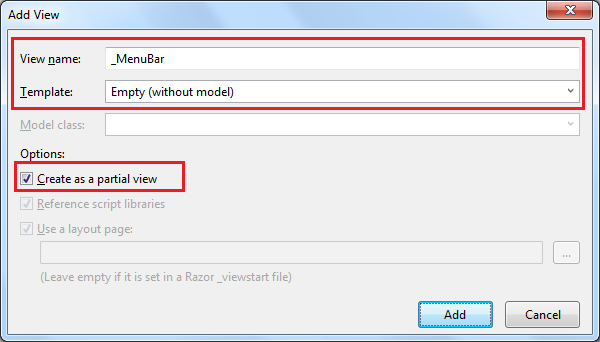 Add View
View name: _MenuBar
Template: Empty (without model)
Model class:
Options:
Create as a partial view
Reference script libraries
Use a layout page:
...
(Leave empty if it is set in a Razor _viewstart file)
Add Cancel